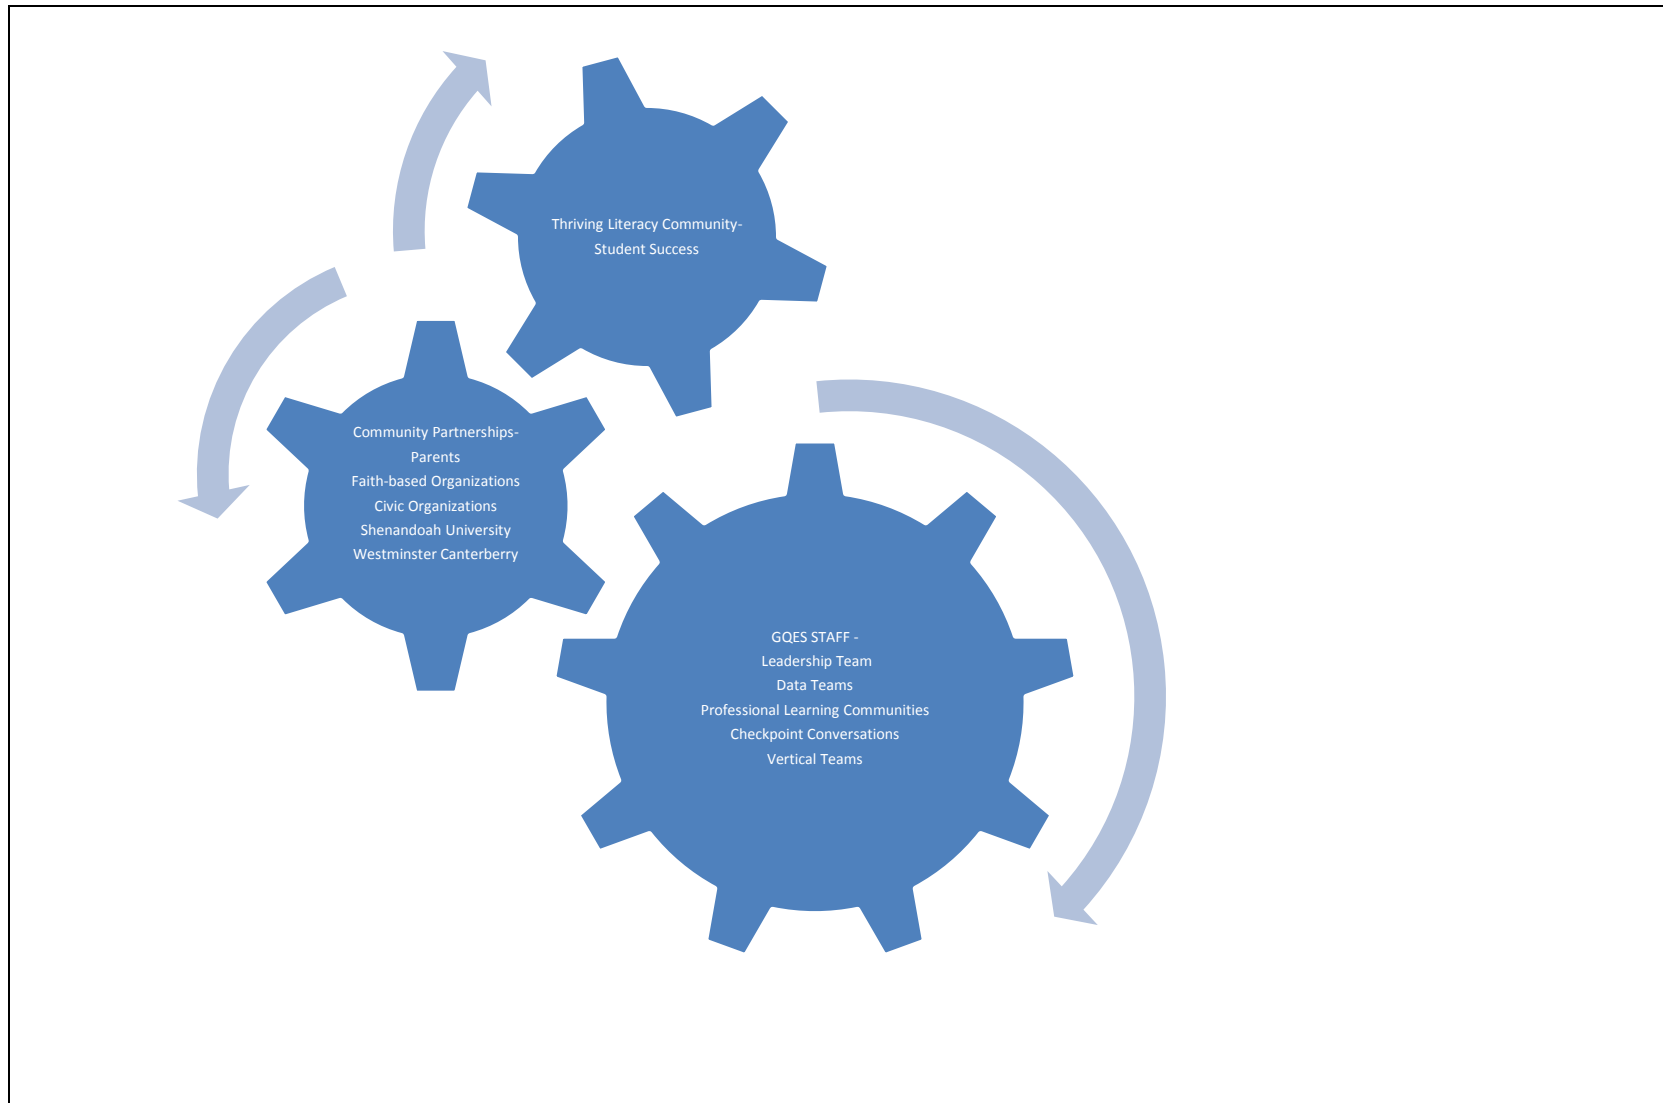 Thriving Literacy Community-
Student Success
Community Partnerships-
Parents
Faith-based Organizations
Civic Organizations
Shenandoah University
Westminster Canterberry
GQES STAFF -
Leadership Team
Data Teams
Professional Learning Communities
Checkpoint Conversations
Vertical Teams